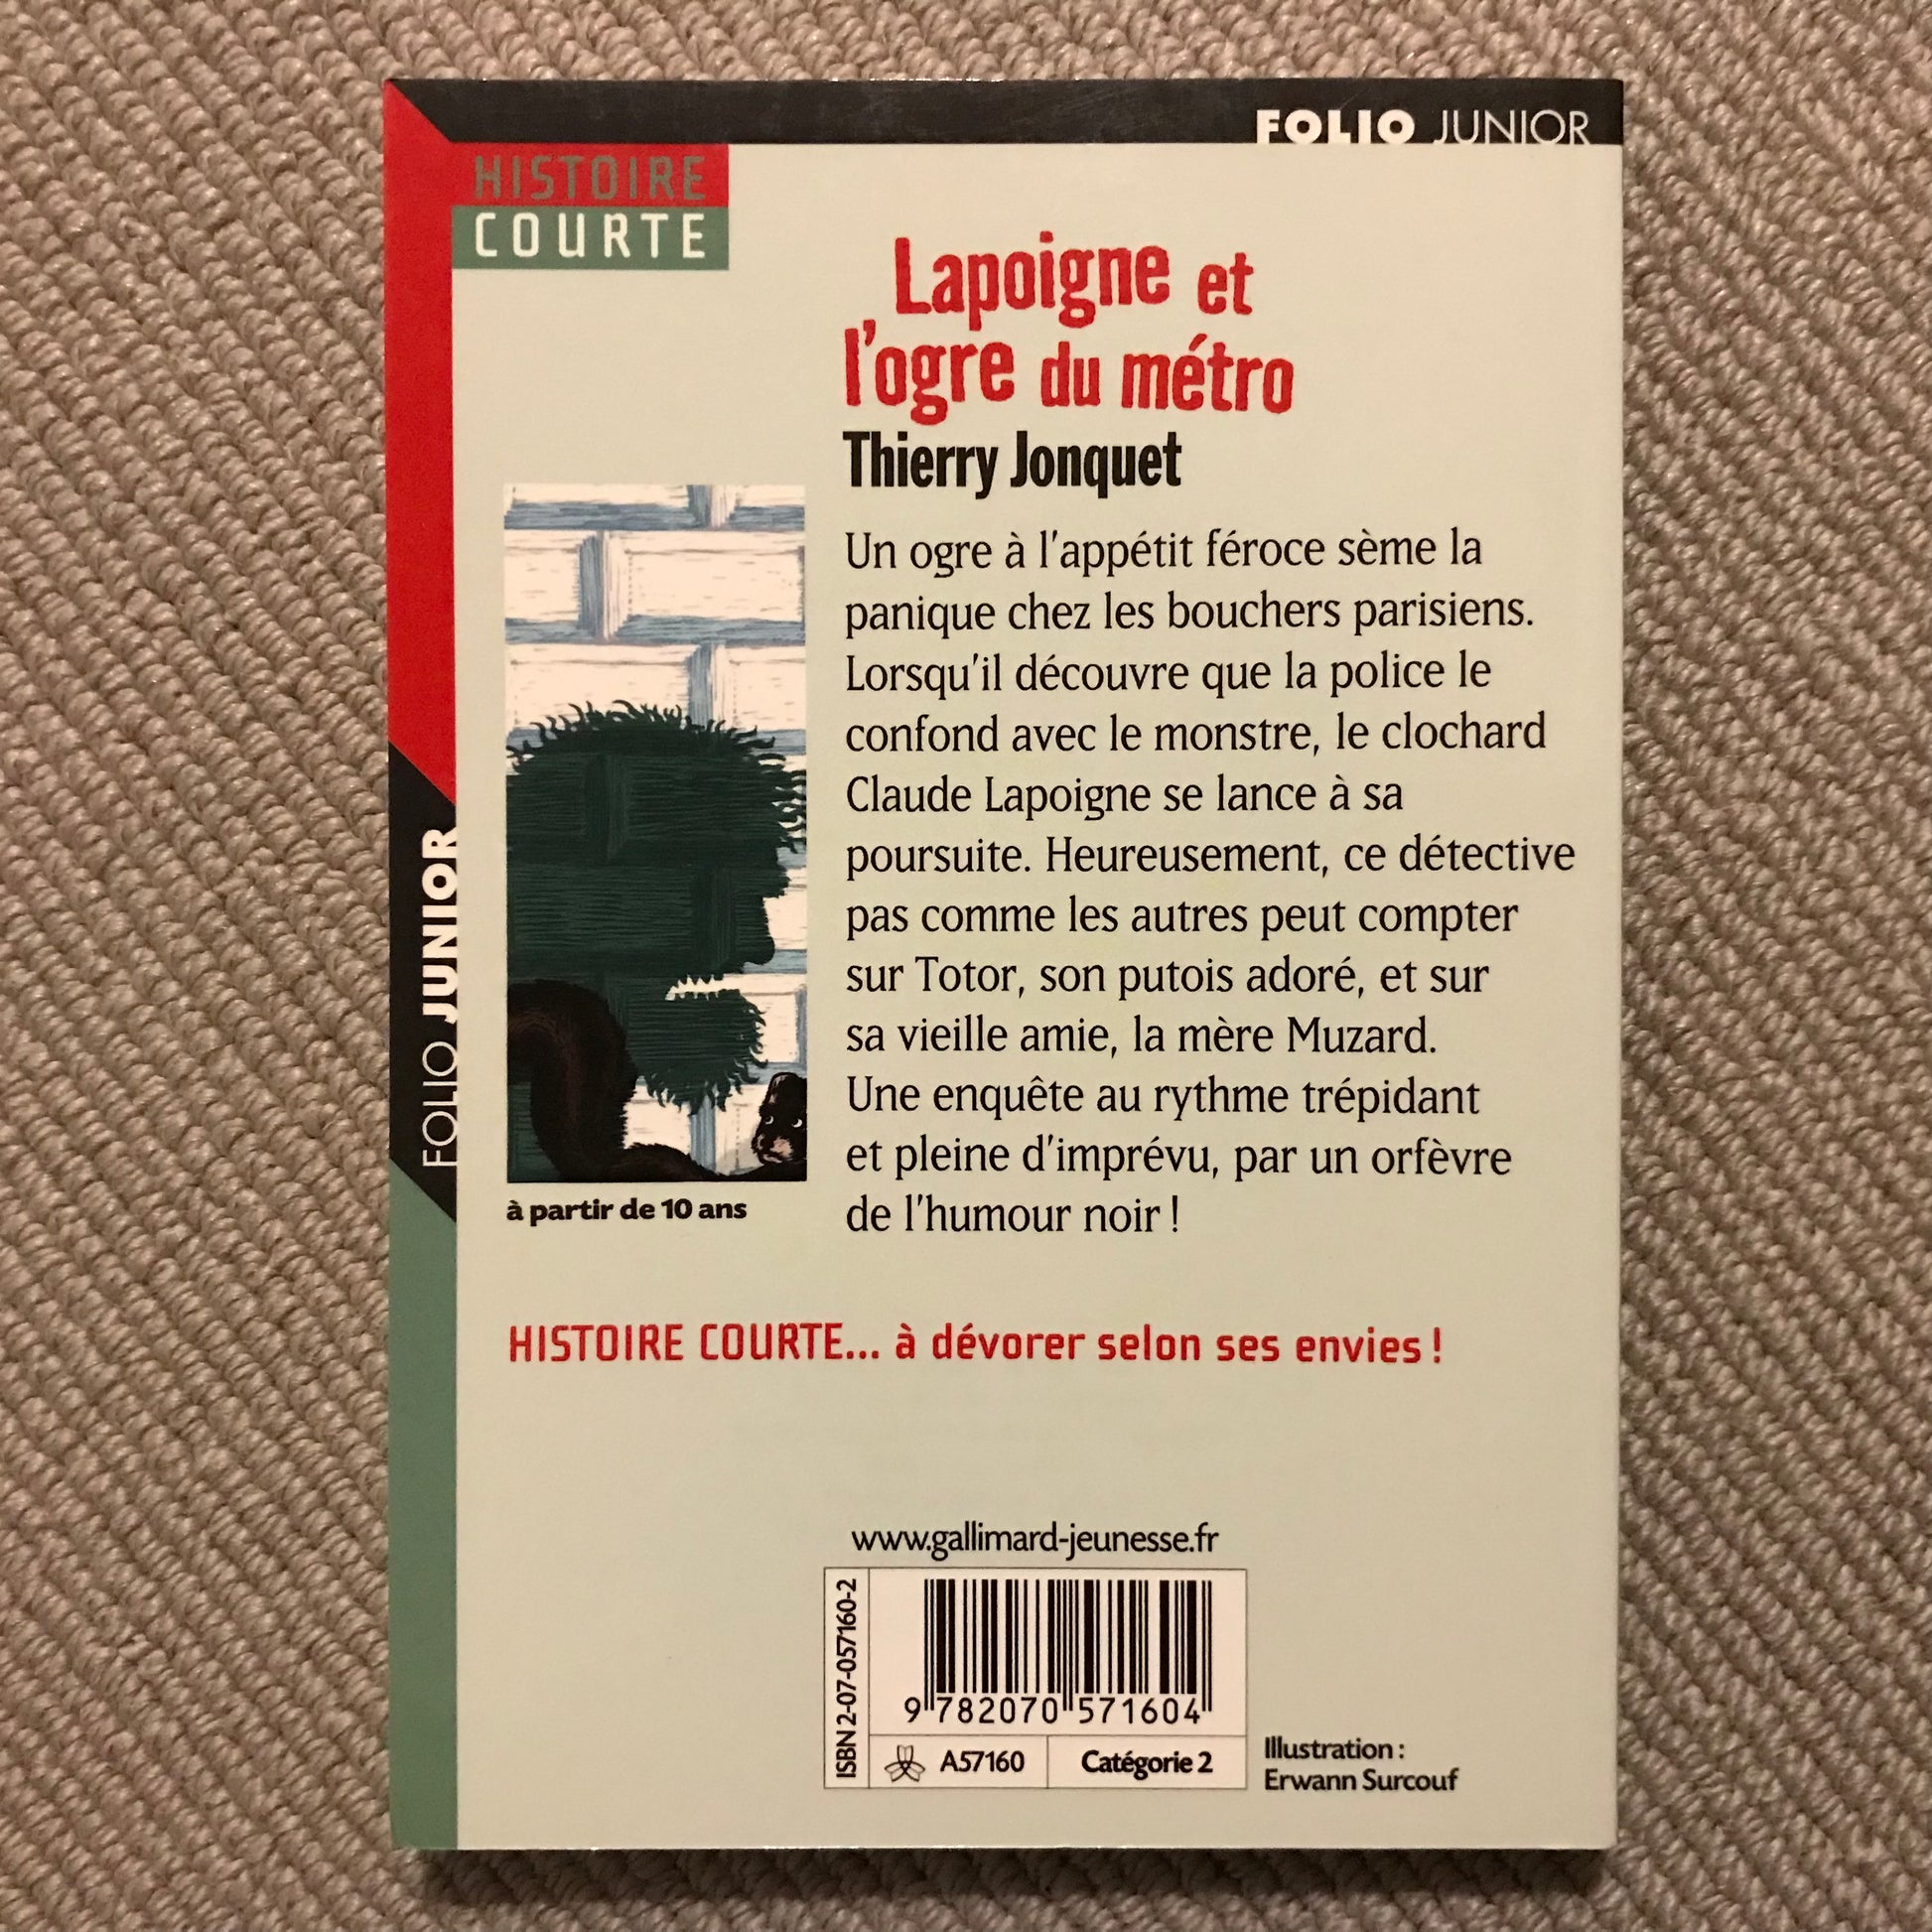 FOLIO JUNIOR
HISTOIRE
COURTE
Lapoigne et
l'ogre du métro
Thierry Jonquet
Un ogre à l'appétit féroce sème la
panique chez les bouchers parisiens.
Lorsqu'il découvre que la police le
confond avec le monstre, le clochard
Claude Lapoigne se lance à sa
poursuite. Heureusement, ce détective
pas comme les autres peut compter
sur Totor, son putois adoré, et sur
sa vieille amie, la mère Muzard.
Une enquête au rythme trépidant
et pleine d'imprévu, par un orfèvre
de l'humour noir !
FOLIO JUNIOR
à partir de 10 ans
HISTOIRE COURTE... à dévorer selon ses envies !
www.gallimard-jeunesse.fr
ISBN 2-07-057160-2
9 782070 571604
A57160
Catégorie 2
Illustration :
Erwann Surcouf